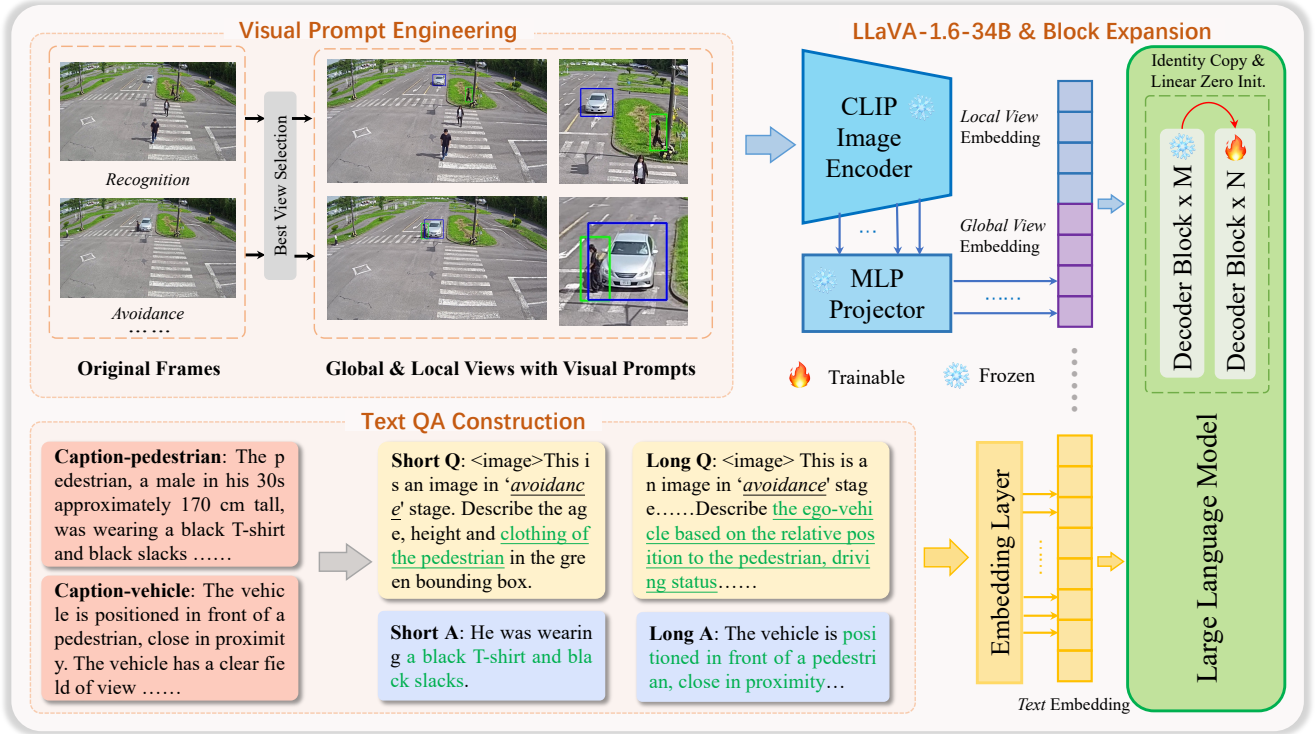 Visual Prompt Engineering
Recognition
Avoidance
... ...
Original Frames
Best View Selection
Global & Local Views with Visual Prompts
LLaVA-1.6-34B & Block Expansion
CLIP
Image
Encoder
...
MLP
Projector
Local View
Embedding
Global View
Embedding
......
Trainable
Frozen
Identity Copy &
Linear Zero Init.
Decoder Block x M
Decoder Block x N
Large Language Model
Text QA Construction
Caption-pedestrian: The p
edestrian, a male in his 30s
approximately 170 cm tall,
was wearing a black T-shirt
and black slacks ……
Caption-vehicle: The vehic
le is positioned in front of a
pedestrian, close in proximit
y. The vehicle has a clear fie
ld of view ……
Short Q: <image>This i
s an image in ‘avoidanc
e' stage. Describe the ag
e, height and clothing of
the pedestrian in the gre
en bounding box.
Short A: He was wearin
g a black T-shirt and bla
ck slacks.
Long Q: <image> This is a
n image in ‘avoidance' stag
e……Describe the ego-vehi
cle based on the relative pos
ition to the pedestrian, drivi
ng status……
Long A: The vehicle is posi
tioned in front of a pedestri
an, close in proximity…
Embedding Layer
Text Embedding